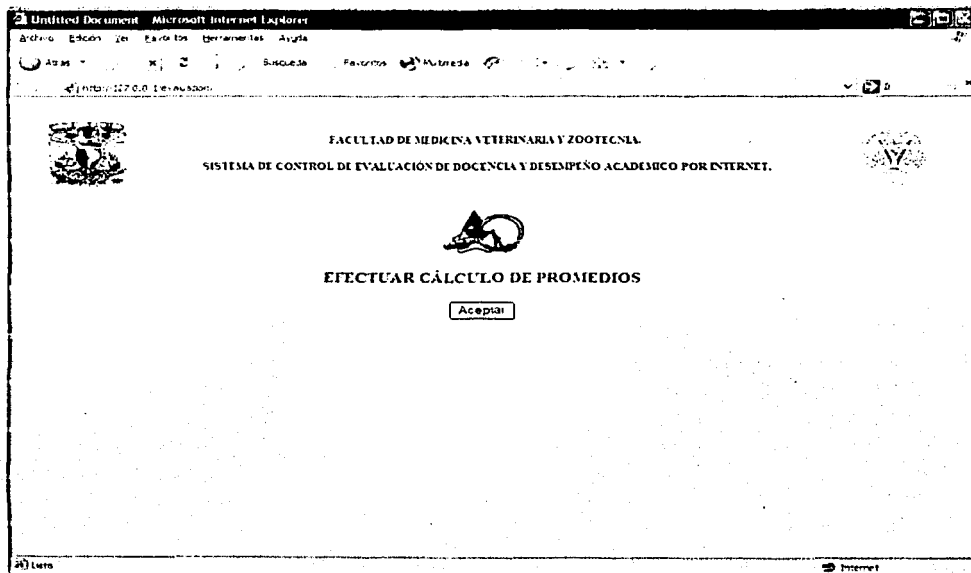 Untitled Document Microsoft Internet Explorer
Archivo Edición Ver Favoritos Herramientas Ayuda
Atrás Búsqueda Favoritos Multimedia
FACULTAD DE MEDICINA VETERINARIA Y ZOOTECNIA.
SISTEMA DE CONTROL DE EVALUACIÓN DE DOCENCIA Y DESEMPEÑO ACADEMICO POR INTERNET.
EFECTUAR CÁLCULO DE PROMEDIOS
Aceptar
Listo Internet